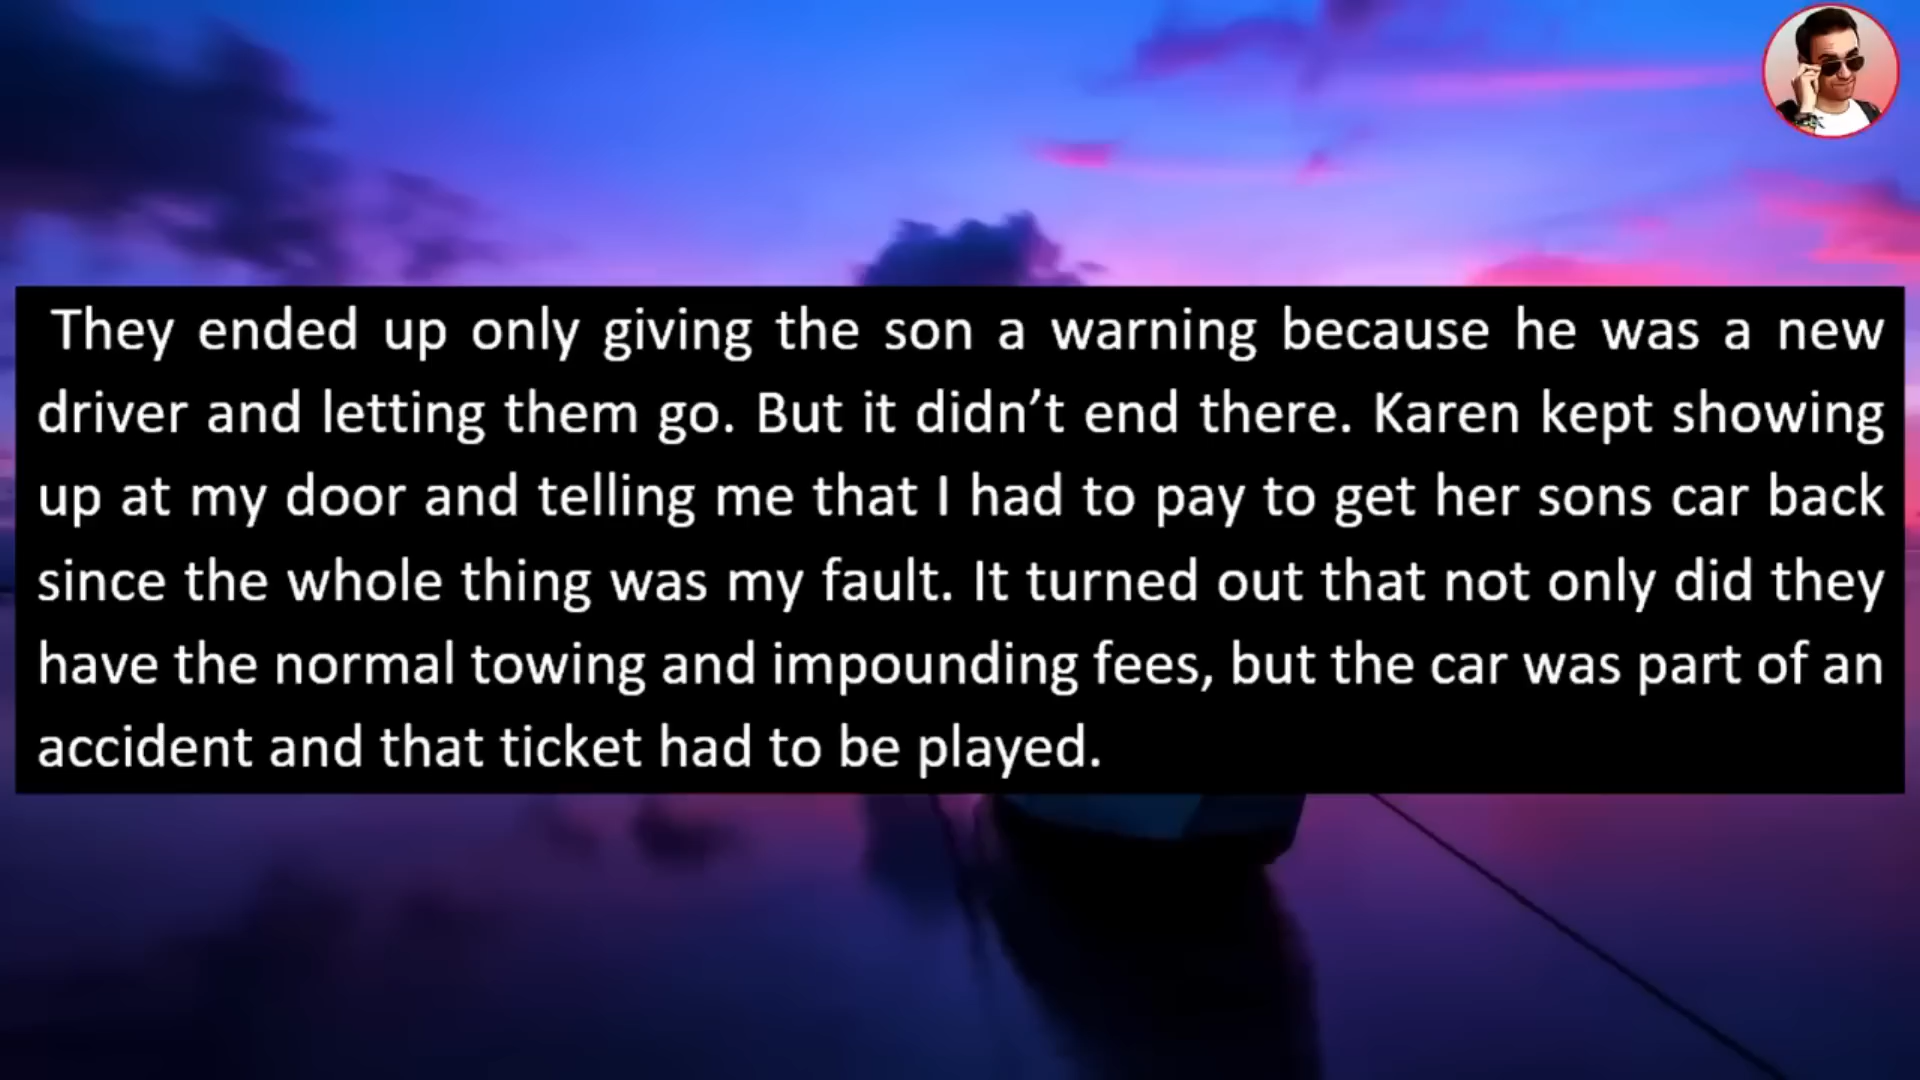 They ended up only giving the son a warning because he was a new
driver and letting them go. But it didn’t end there. Karen kept showing
up at my door and telling me that I had to pay to get her sons car back
since the whole thing was my fault. It turned out that not only did they
have the normal towing and impounding fees, but the car was part of an
accident and that ticket had to be played.